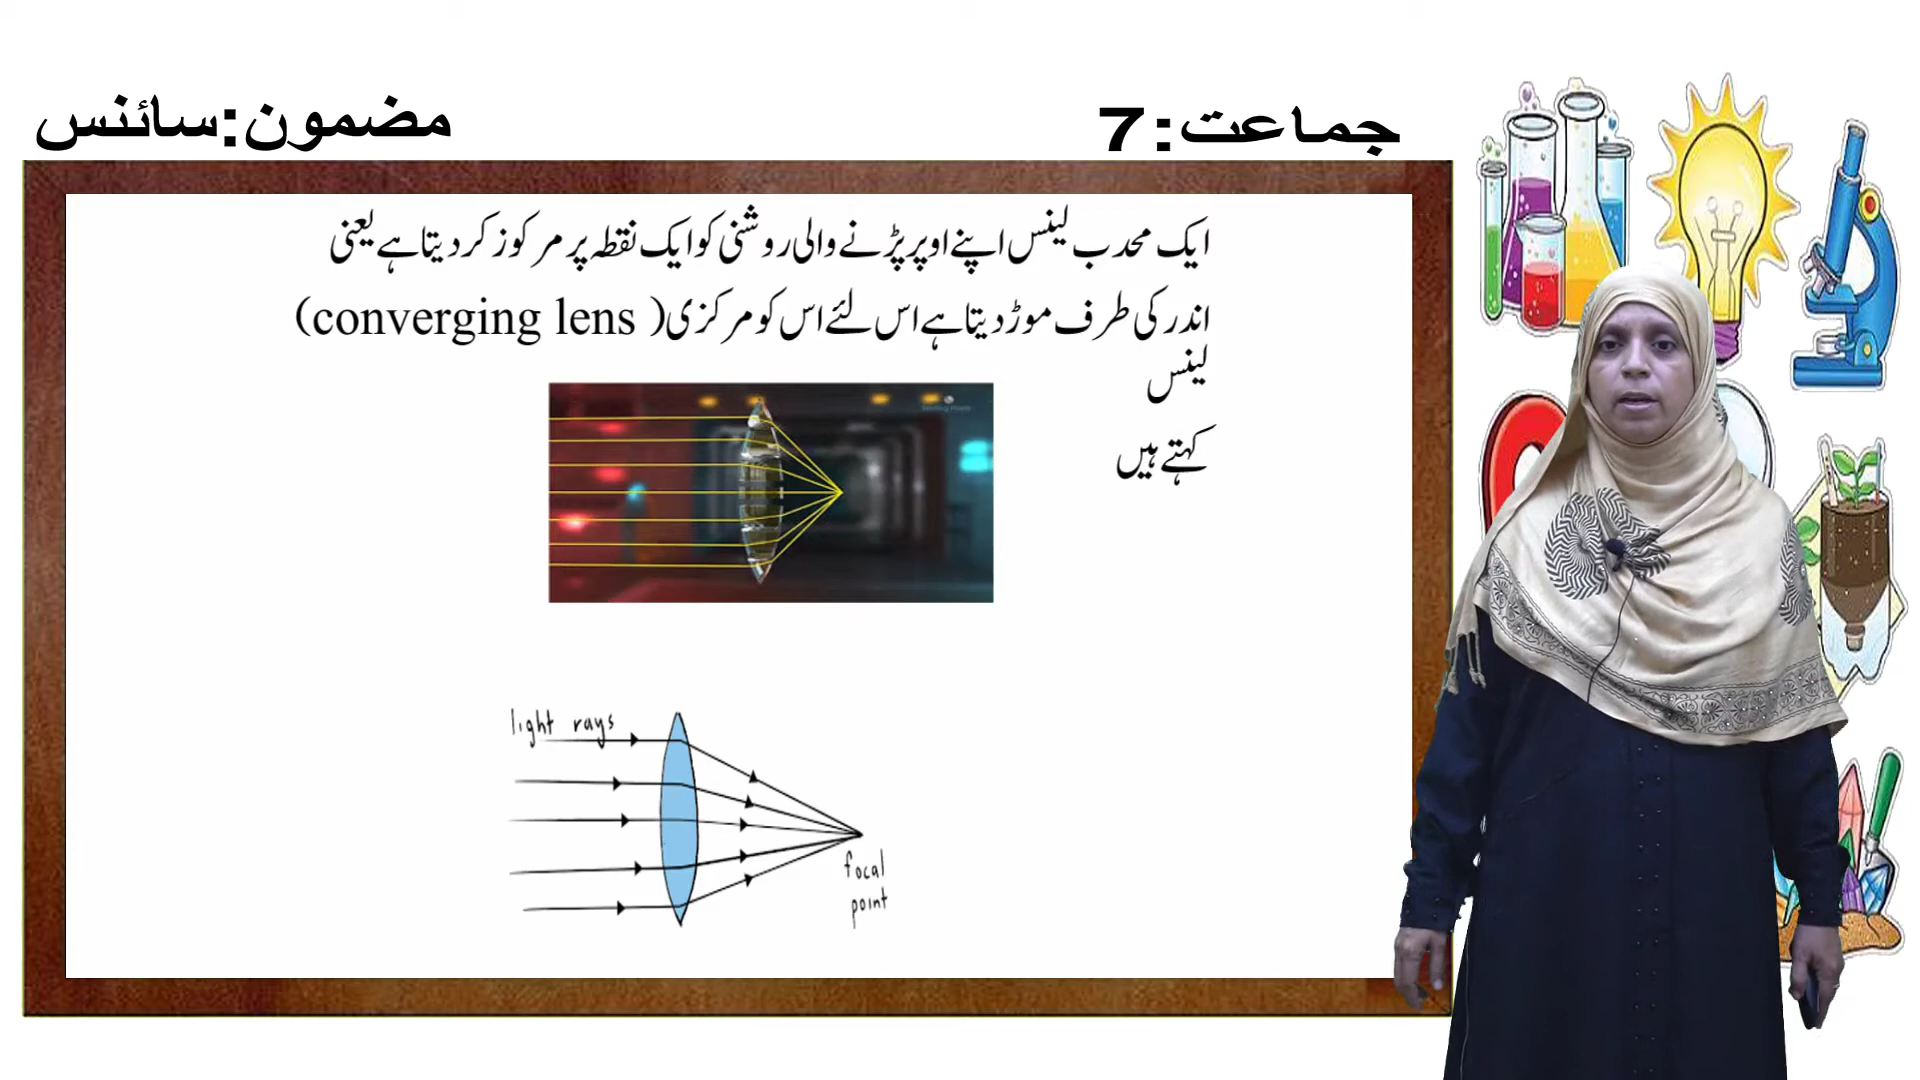 جماعت:7
مضمون:سائنس
ایک محدب لینس اپنے اوپر پڑنے والی روشنی کو ایک نقطہ پر مرکوز کر دیتا ہے یعنی
اندر کی طرف موڑ دیتا ہے اس لئے اس کو مرکزی( converging lens)
لینس
کہتے ہیں
light rays
focal
point